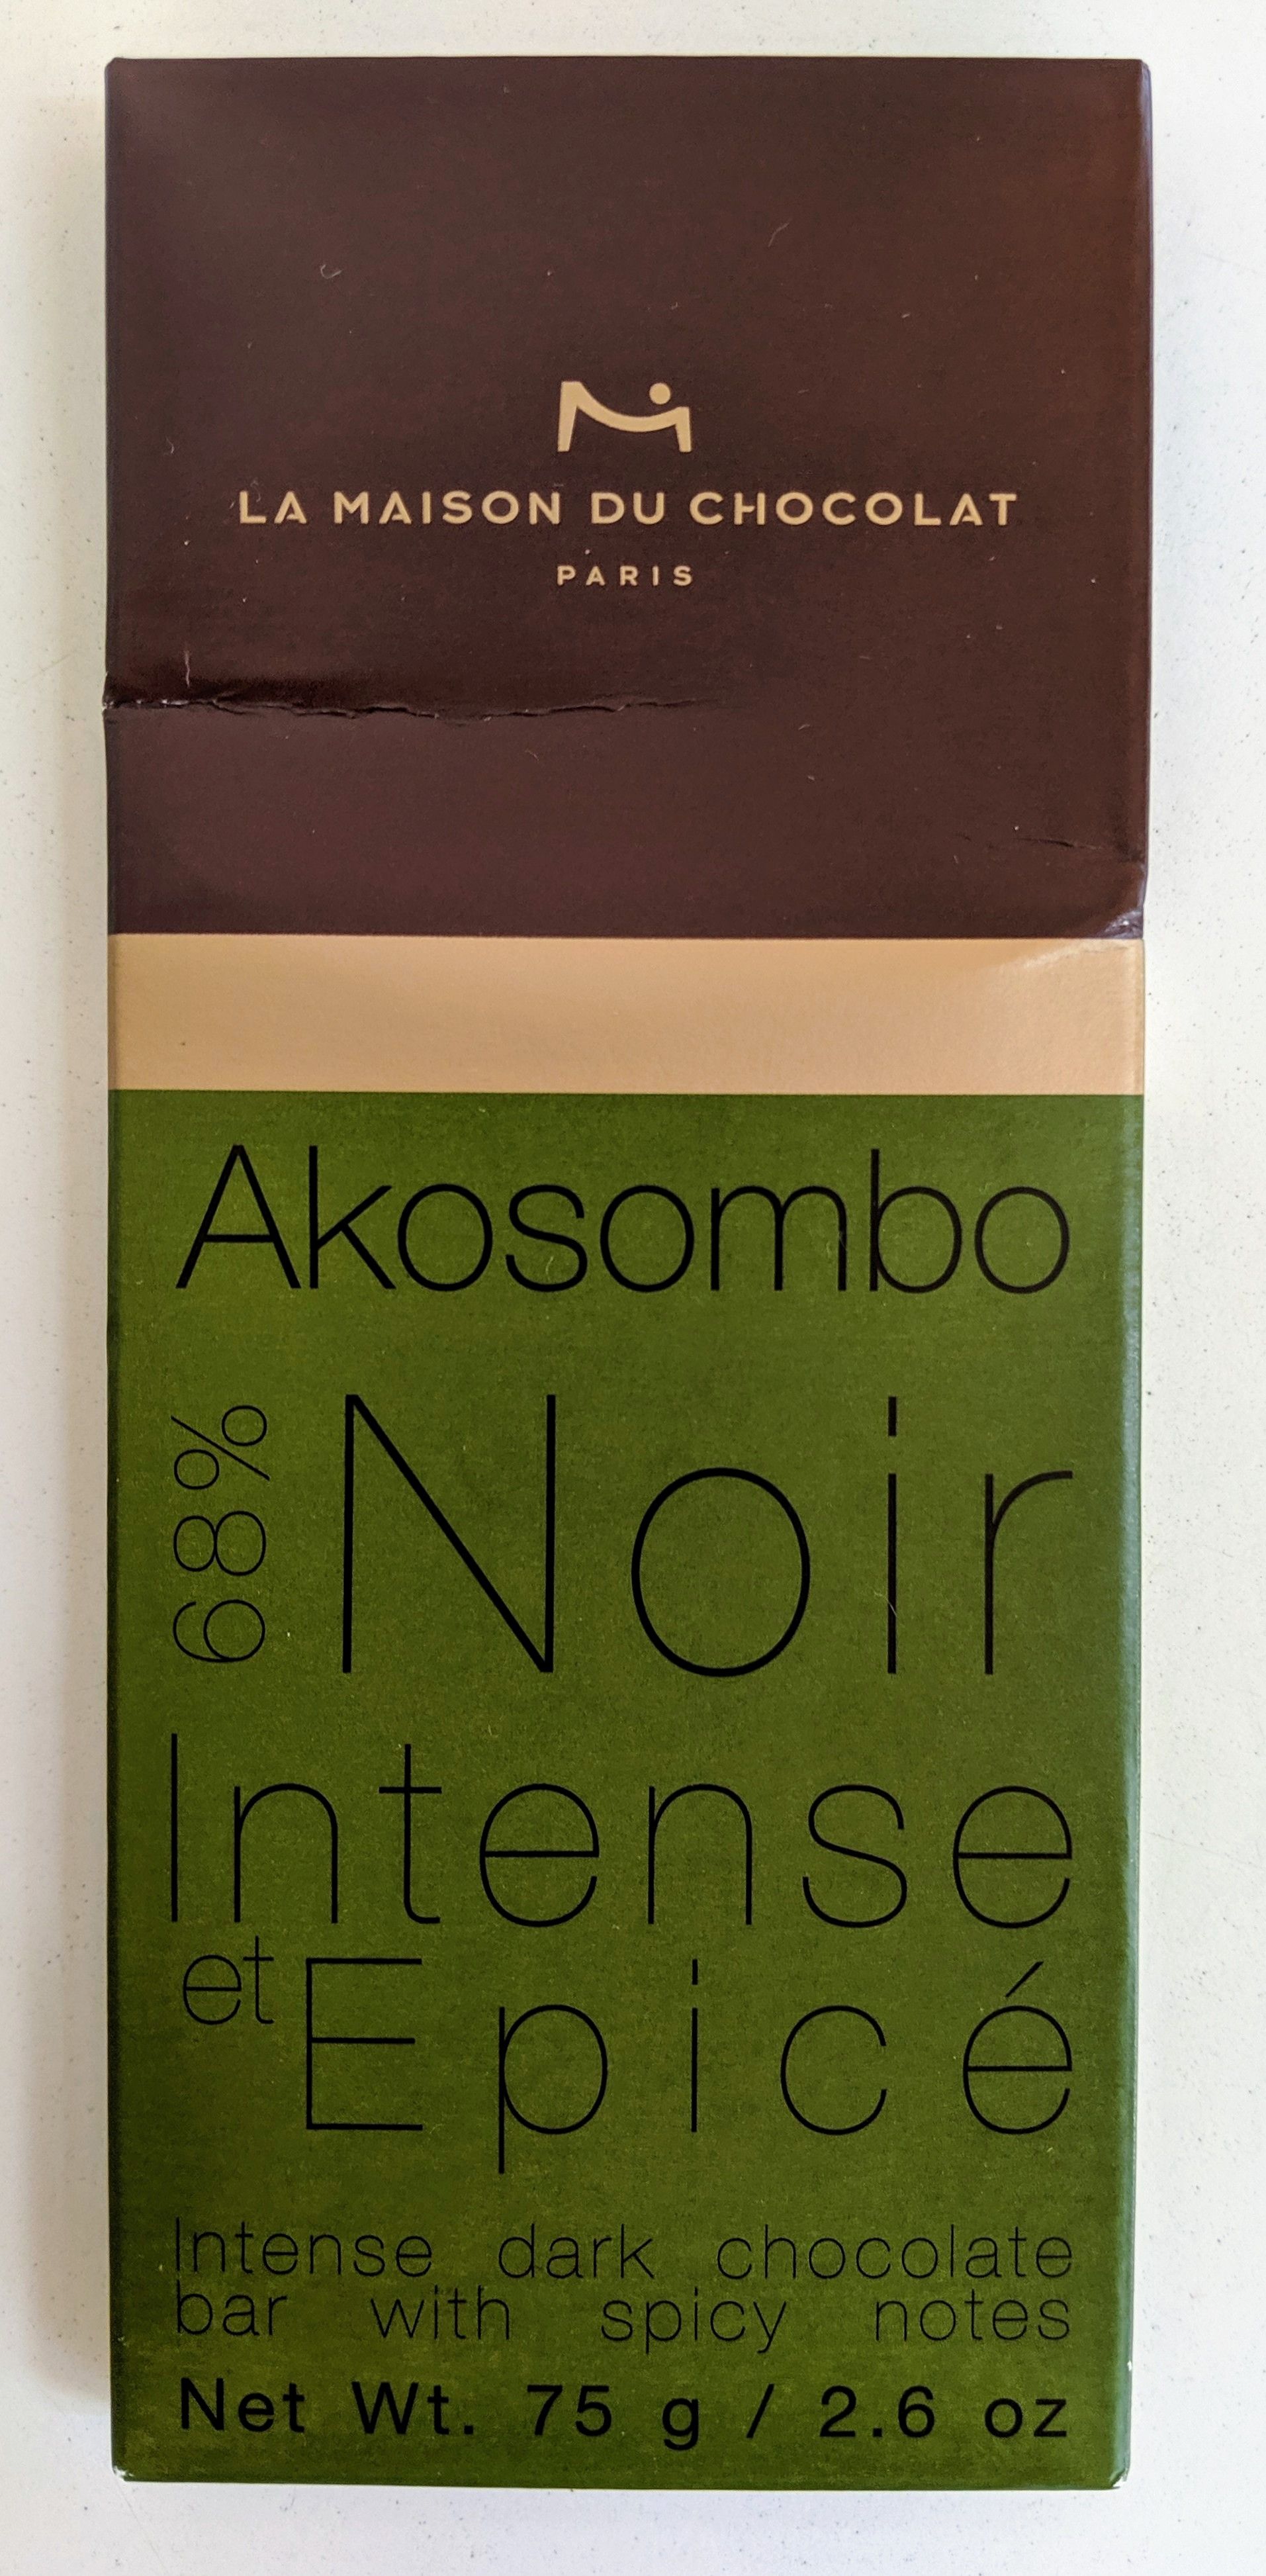 LA MAISON DU CHOCOLAT
PARIS
Akosombo
68% Noir
Intense
et Epicé
Intense dark chocolate
bar with spicy notes
Net Wt. 75 g / 2.6 oz